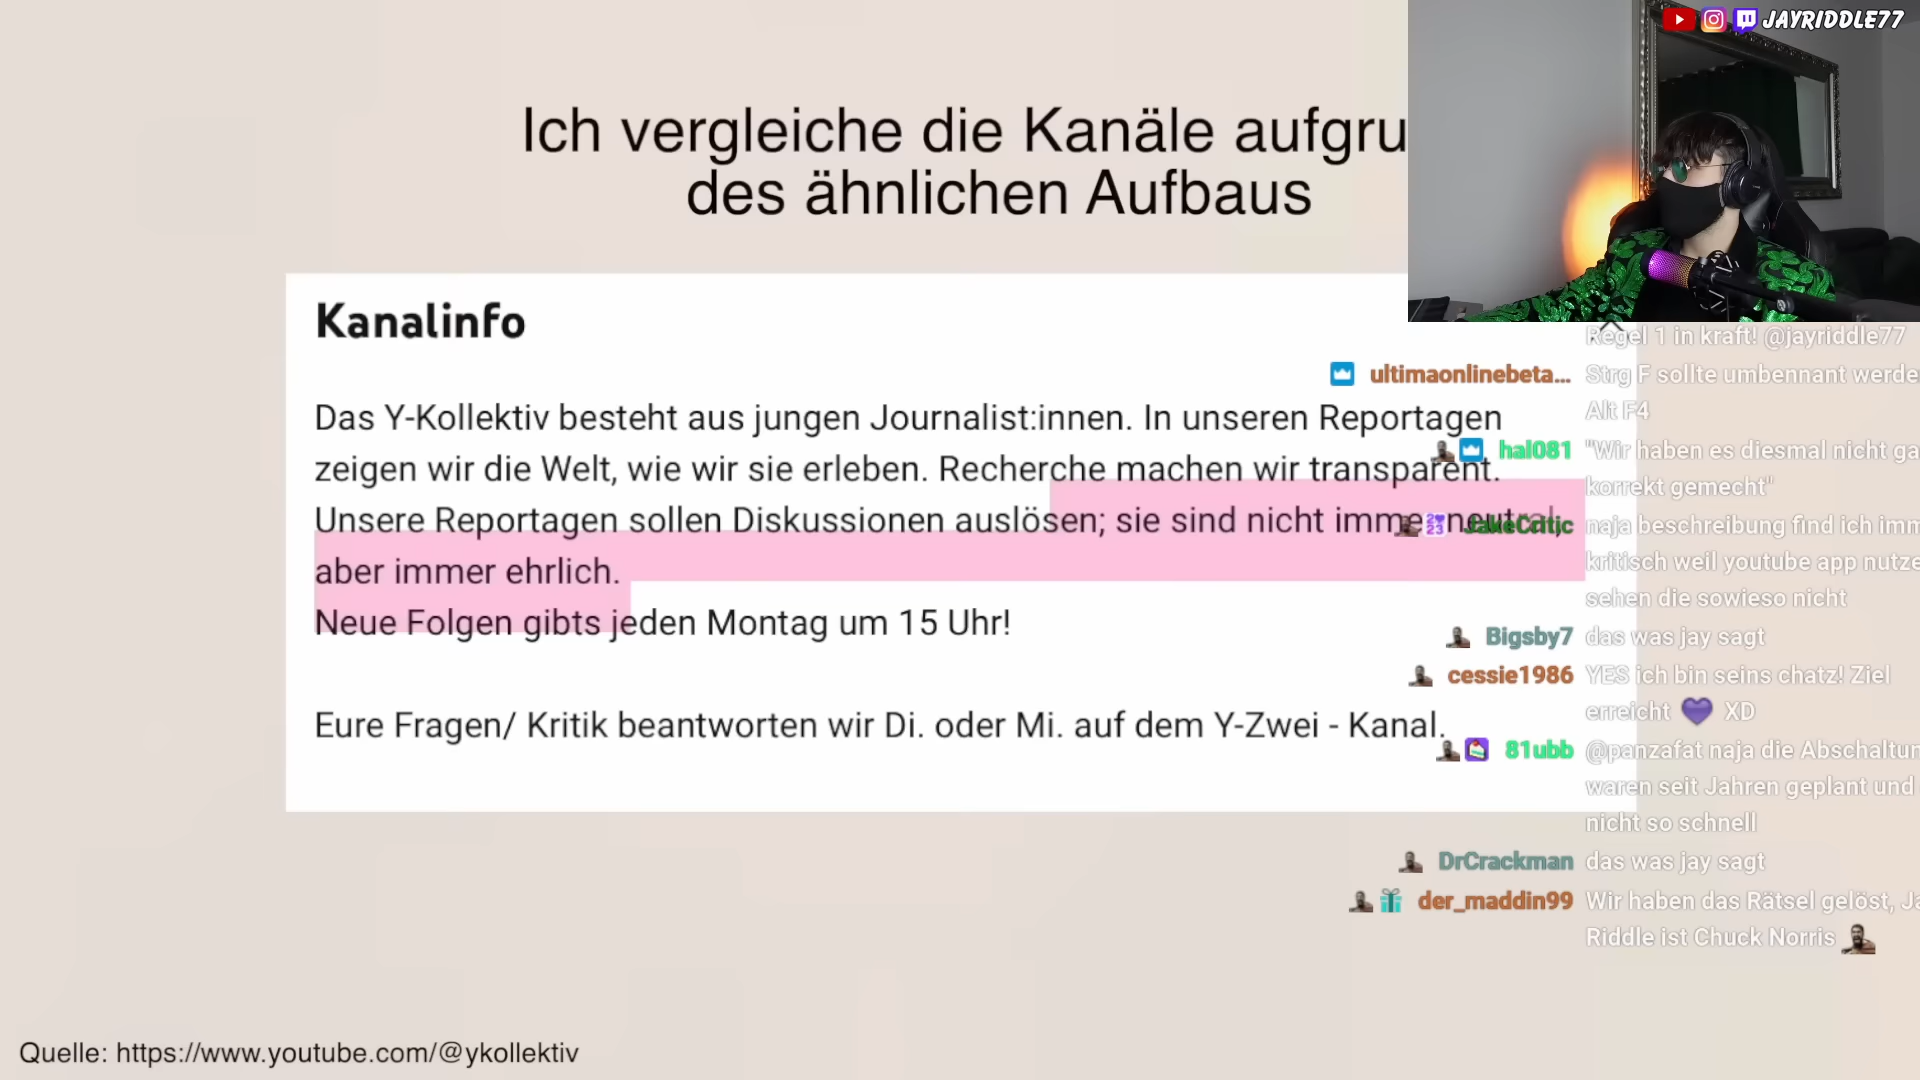 JAYRIDDLE77
Ich vergleiche die Kanäle aufgru
des ähnlichen Aufbaus
Kanalinfo
Das Y-Kollektiv besteht aus jungen Journalist:innen. In unseren Reportagen
zeigen wir die Welt, wie wir sie erleben. Recherche machen wir transparent.
Unsere Reportagen sollen Diskussionen auslösen; sie sind nicht immer neutral,
aber immer ehrlich.
Neue Folgen gibts jeden Montag um 15 Uhr!
Eure Fragen/ Kritik beantworten wir Di. oder Mi. auf dem Y-Zwei - Kanal.
Regel 1 in kraft! @jayriddle77
ultimaonlinebeta... Strg F sollte umbennant werde
Alt F4
hal081 "Wir haben es diesmal nicht ga
korrekt gemecht"
JakeCritic naja beschreibung find ich imm
kritisch weil youtube app nutze
sehen die sowieso nicht
Bigsby7 das was jay sagt
cessie1986 YES ich bin seins chatz! Ziel
erreicht XD
81ubb @panzafat naja die Abschaltun
waren seit Jahren geplant und
nicht so schnell
DrCrackman das was jay sagt
der_maddin99 Wir haben das Rätsel gelöst, Ja
Riddle ist Chuck Norris
Quelle: https://www.youtube.com/@ykollektiv